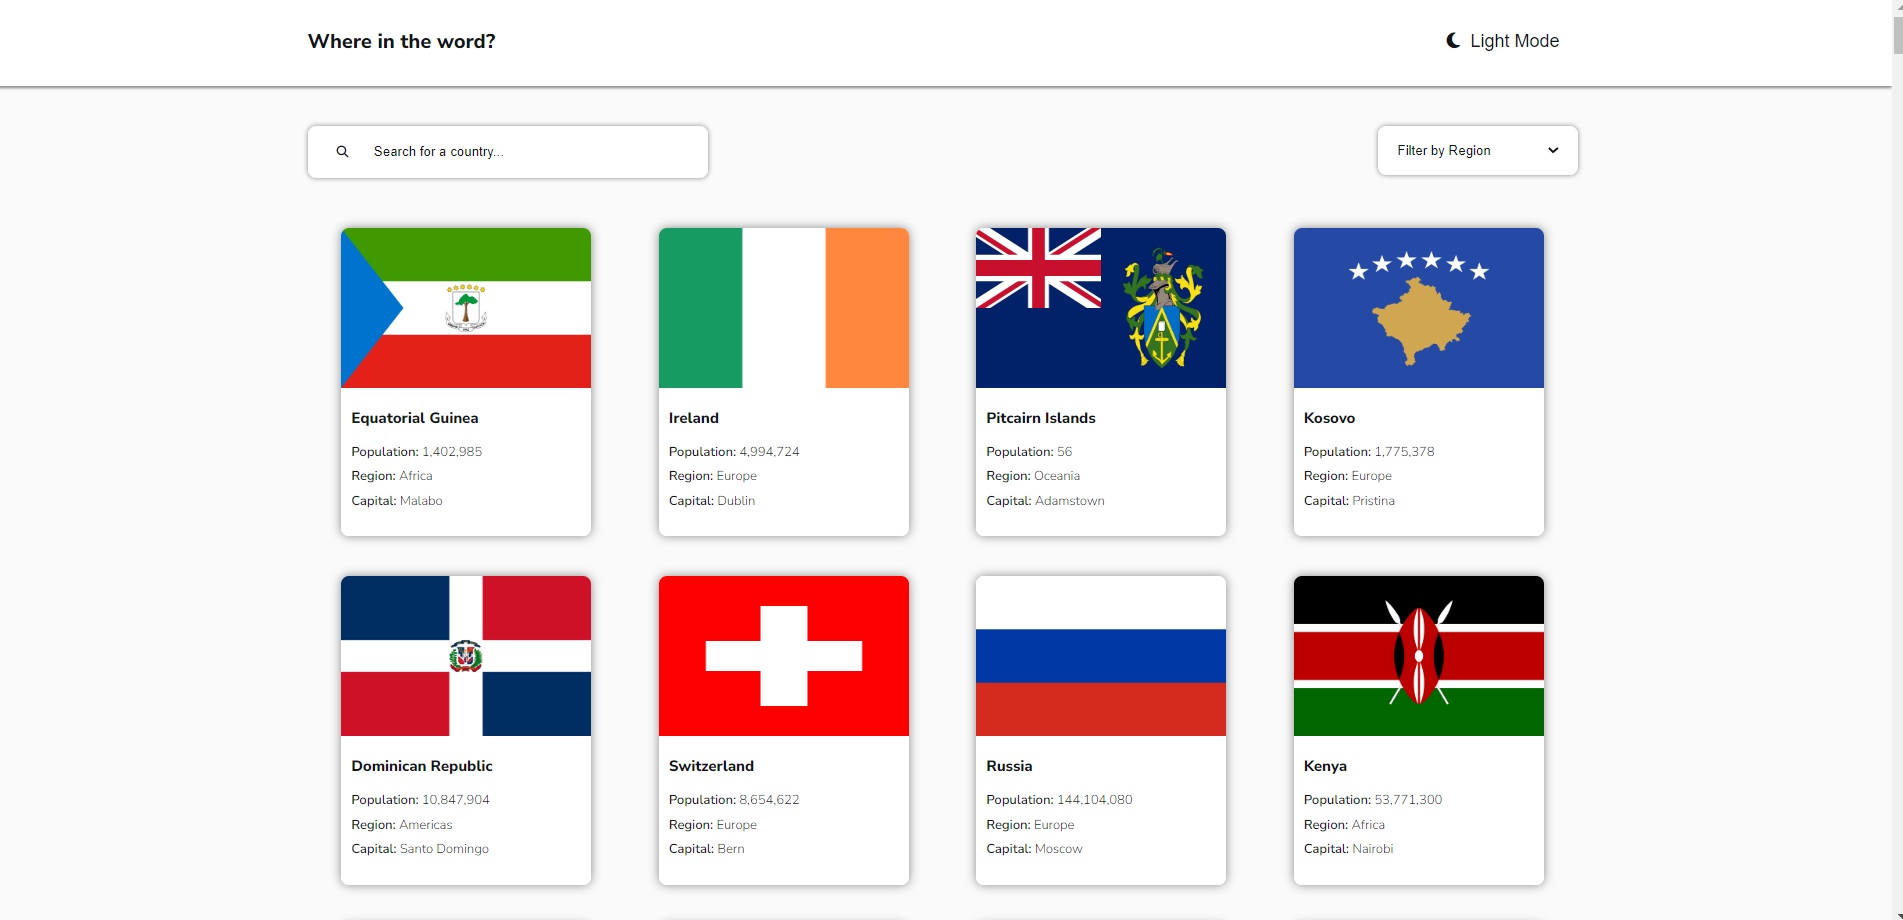 Where in the word?
Light Mode
Search for a country...
Filter by Region
Equatorial Guinea
Population: 1,402,985
Region: Africa
Capital: Malabo
Ireland
Population: 4,994,724
Region: Europe
Capital: Dublin
Pitcairn Islands
Population: 56
Region: Oceania
Capital: Adamstown
Kosovo
Population: 1,775,378
Region: Europe
Capital: Pristina
Dominican Republic
Population: 10,847,904
Region: Americas
Capital: Santo Domingo
Switzerland
Population: 8,654,622
Region: Europe
Capital: Bern
Russia
Population: 144,104,080
Region: Europe
Capital: Moscow
Kenya
Population: 53,771,300
Region: Africa
Capital: Nairobi